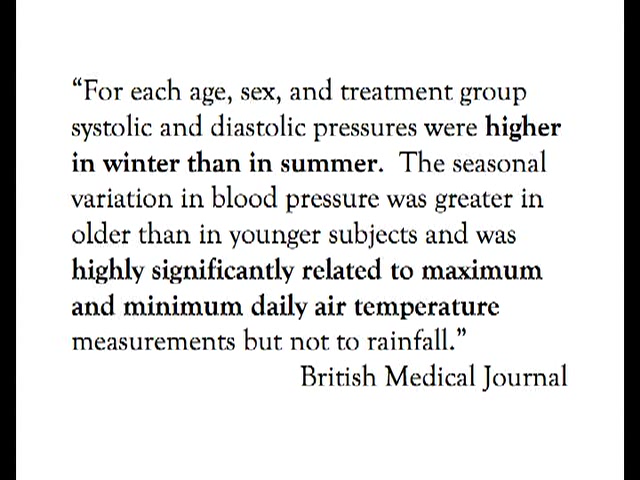 “For each age, sex, and treatment group
systolic and diastolic pressures were higher
in winter than in summer.  The seasonal
variation in blood pressure was greater in
older than in younger subjects and was
highly significantly related to maximum
and minimum daily air temperature
measurements but not to rainfall.”
British Medical Journal